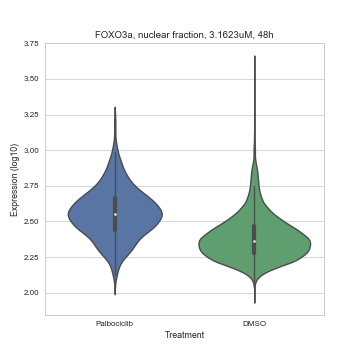 FOXO3a, nuclear fraction, 3.1623uM, 48h
3.75
3.50
3.25
3.00
2.75
2.50
2.25
2.00
Expression (log10)
Palbociclib
DMSO
Treatment